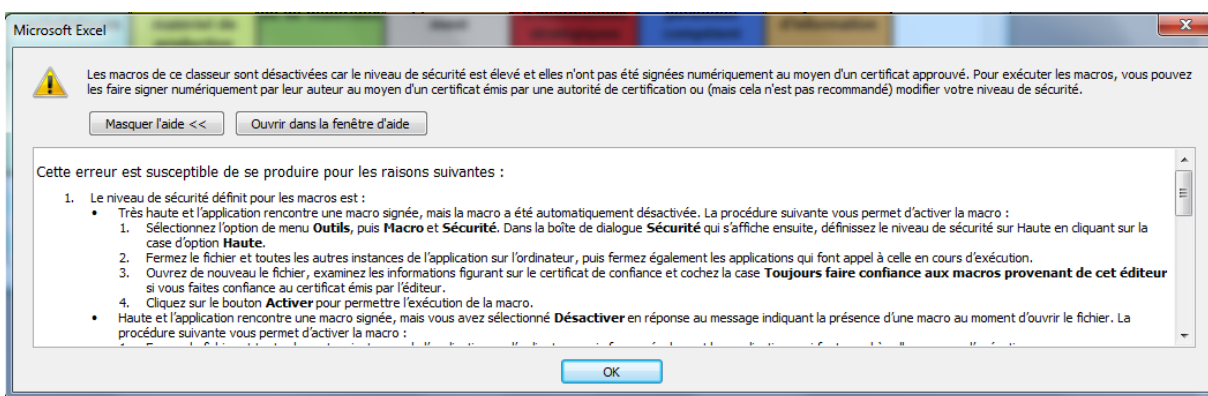 matériel de
production
d'information
Microsoft Excel
Les macros de ce classeur sont désactivées car le niveau de sécurité est élevé et elles n'ont pas été signées numériquement au moyen d'un certificat approuvé. Pour exécuter les macros, vous pouvez
les faire signer numériquement par leur auteur au moyen d'un certificat émis par une autorité de certification ou (mais cela n'est pas recommandé) modifier votre niveau de sécurité.
Masquer l'aide <<
Ouvrir dans la fenêtre d'aide
Cette erreur est susceptible de se produire pour les raisons suivantes :
1. Le niveau de sécurité définit pour les macros est :
• Très haute et l'application rencontre une macro signée, mais la macro a été automatiquement désactivée. La procédure suivante vous permet d'activer la macro :
1. Sélectionnez l'option de menu Outils, puis Macro et Sécurité. Dans la boîte de dialogue Sécurité qui s'affiche ensuite, définissez le niveau de sécurité sur Haute en cliquant sur la
case d'option Haute.
2. Fermez le fichier et toutes les autres instances de l'application sur l'ordinateur, puis fermez également les applications qui font appel à celle en cours d'exécution.
3. Ouvrez de nouveau le fichier, examinez les informations figurant sur le certificat de confiance et cochez la case Toujours faire confiance aux macros provenant de cet éditeur
si vous faites confiance au certificat émis par l'éditeur.
4. Cliquez sur le bouton Activer pour permettre l'exécution de la macro.
• Haute et l'application rencontre une macro signée, mais vous avez sélectionné Désactiver en réponse au message indiquant la présence d'une macro au moment d'ouvrir le fichier. La
procédure suivante vous permet d'activer la macro :
OK